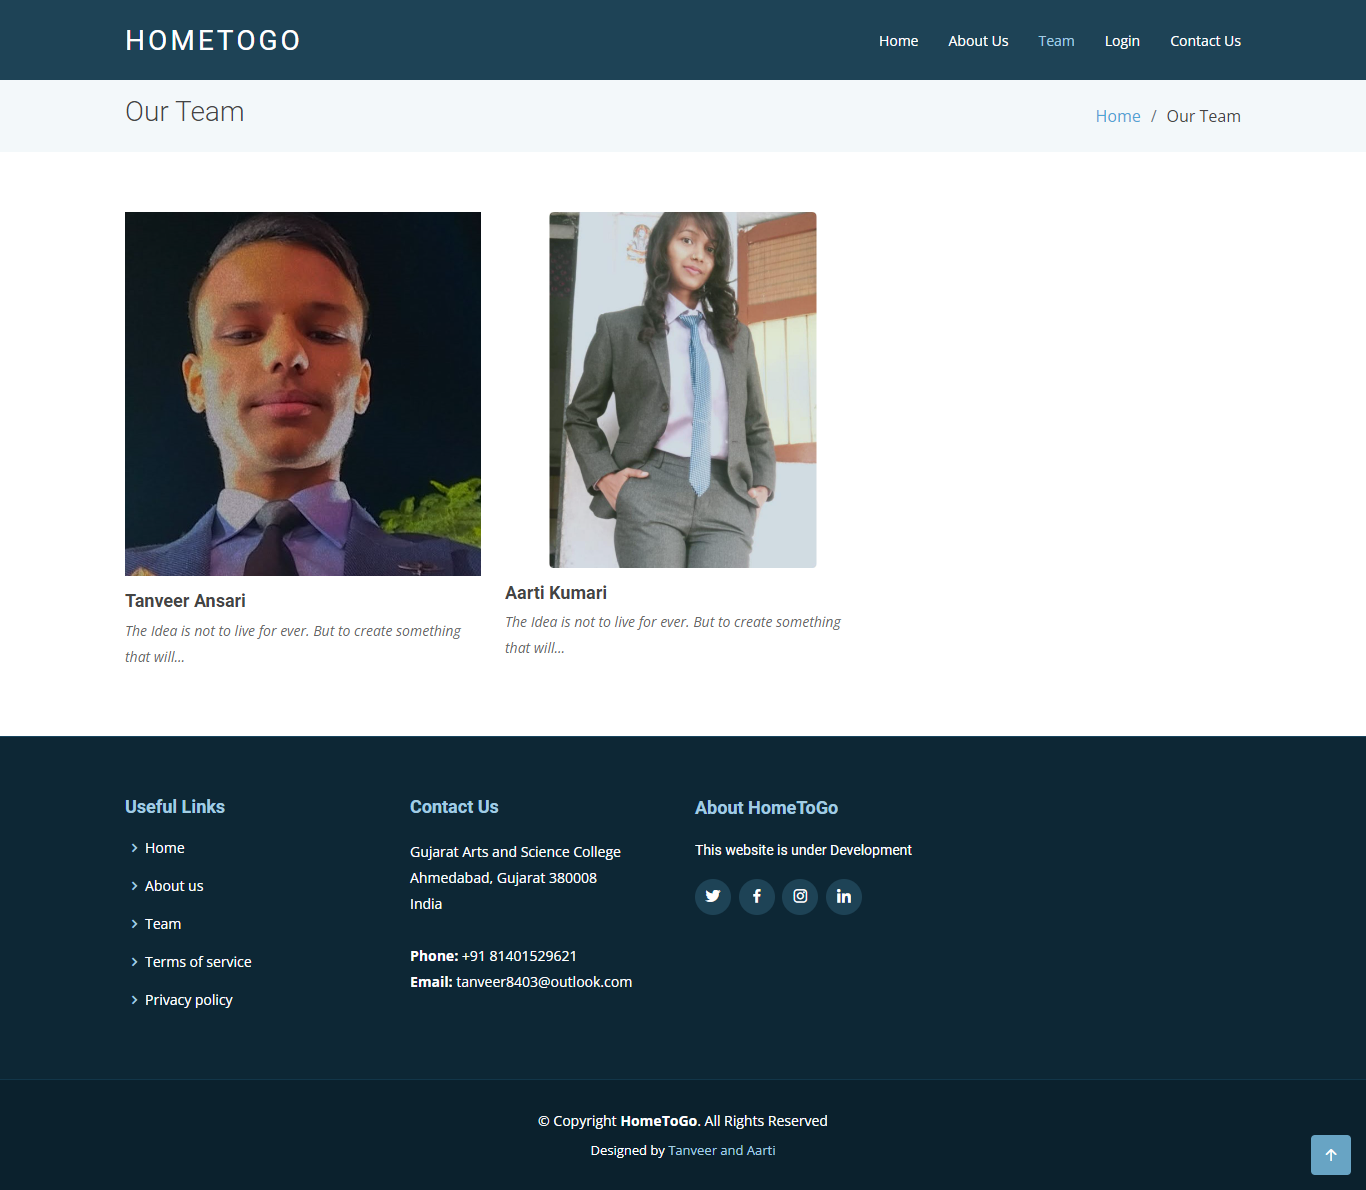 HOMETOGO
Home
About Us
Team
Login
Contact Us
Our Team
Home / Our Team
Tanveer Ansari
The Idea is not to live for ever. But to create something
that will...
Aarti Kumari
The Idea is not to live for ever. But to create something
that will...
Useful Links
Home
About us
Team
Terms of service
Privacy policy
Contact Us
Gujarat Arts and Science College
Ahmedabad, Gujarat 380008
India
Phone: +91 81401529621
Email: tanveer8403@outlook.com
About HomeToGo
This website is under Development
© Copyright HomeToGo. All Rights Reserved
Designed by Tanveer and Aarti